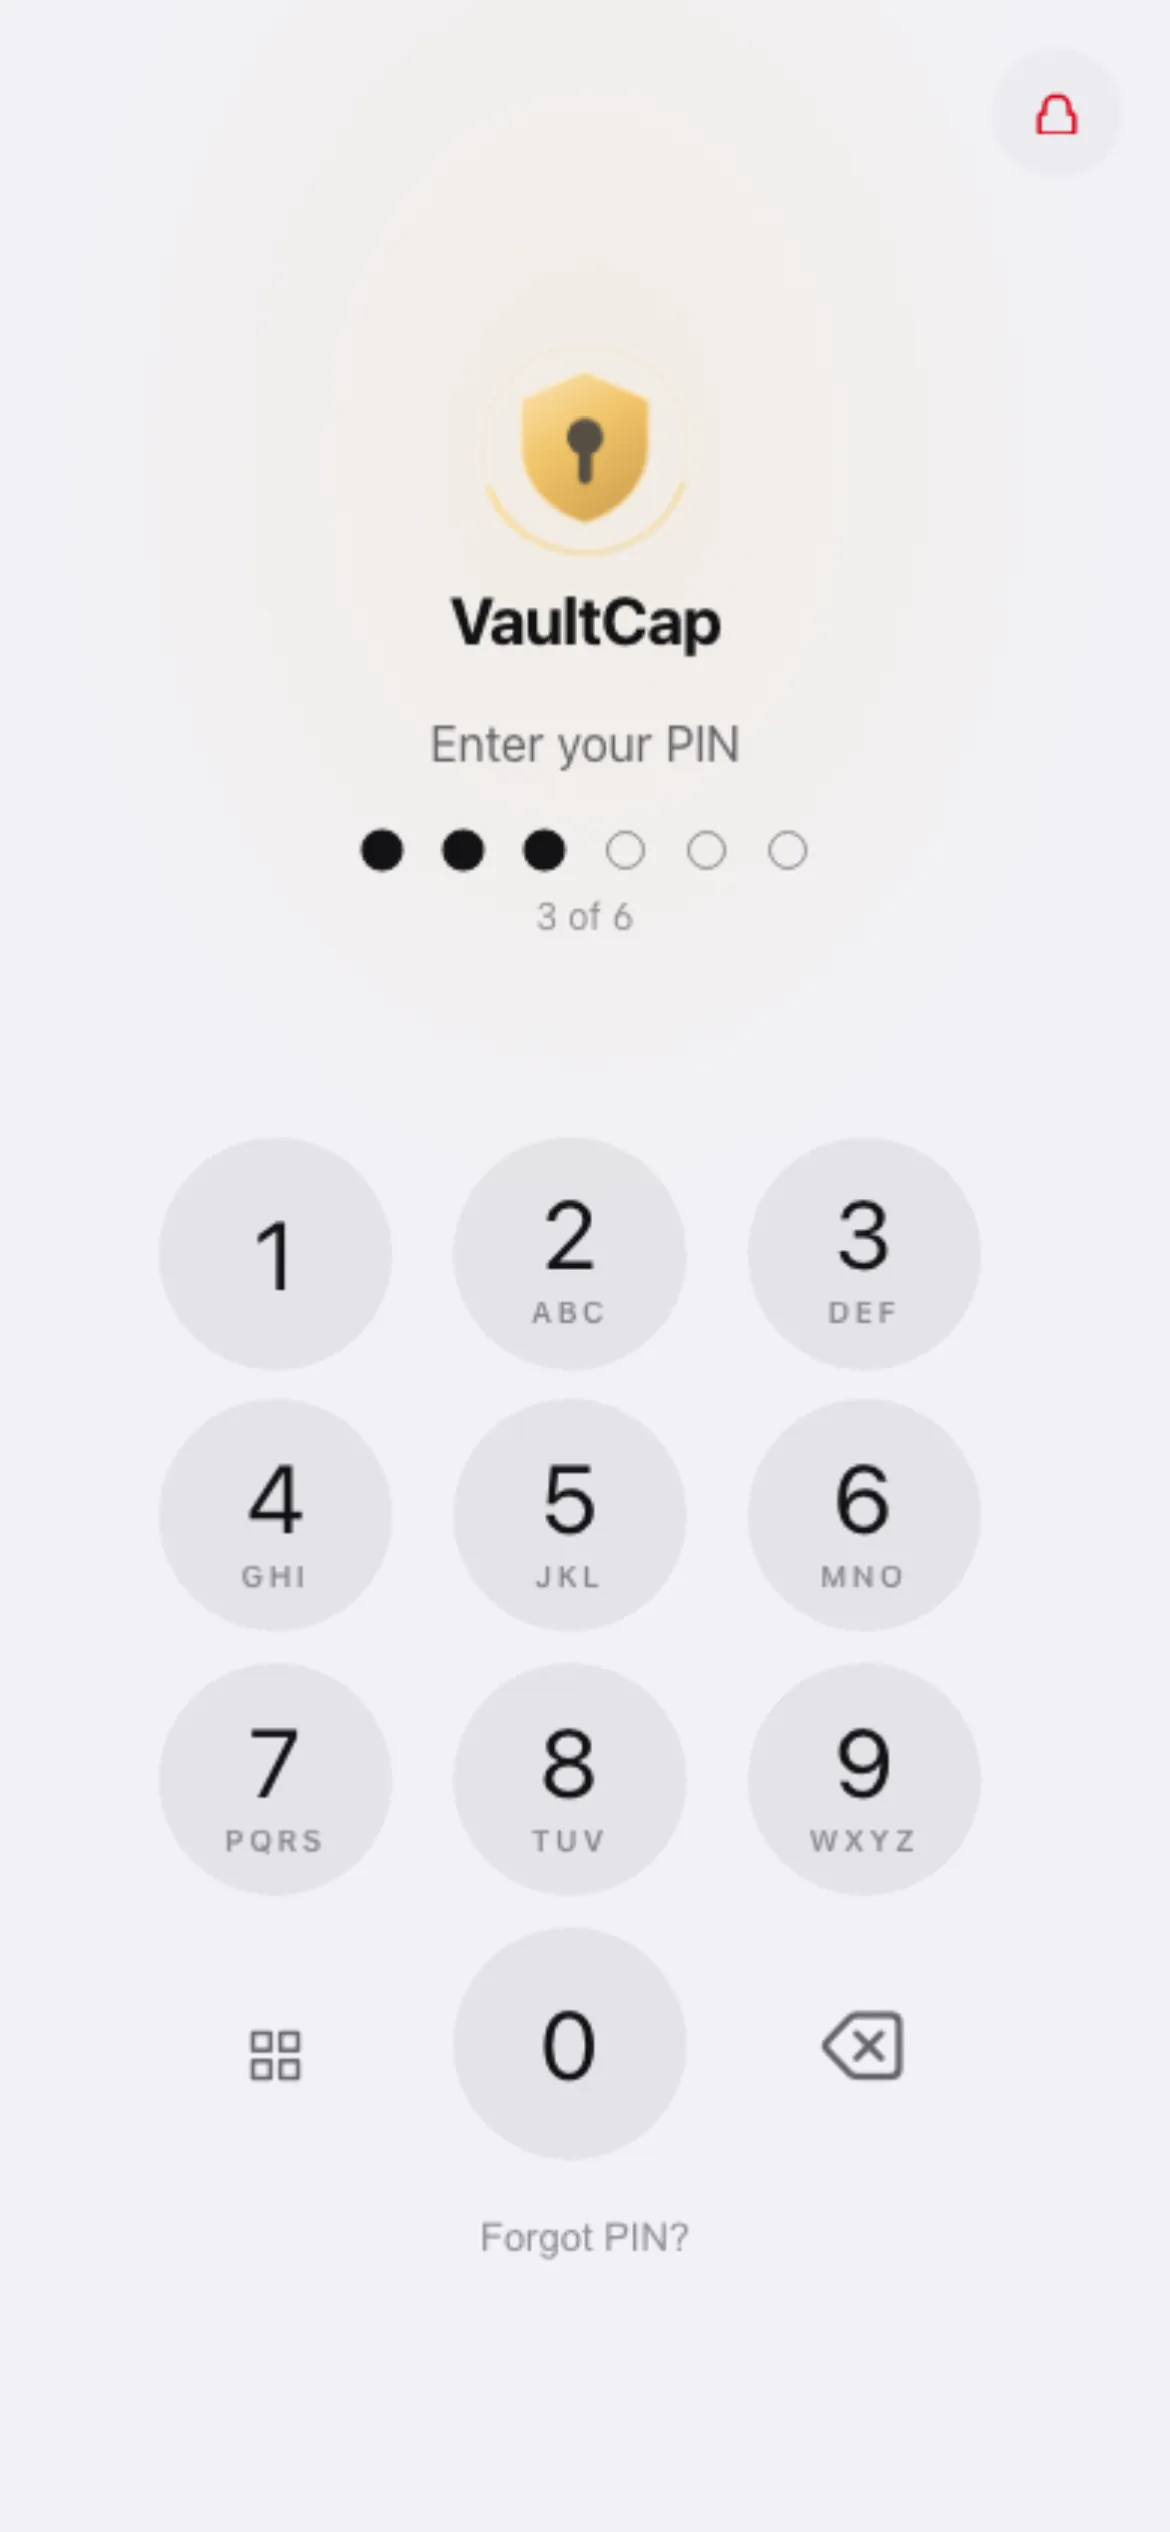 VaultCap
Enter your PIN
3 of 6
1 2 3
ABC DEF
4 5 6
GHI JKL MNO
7 8 9
PQRS TUV WXYZ
0
Forgot PIN?